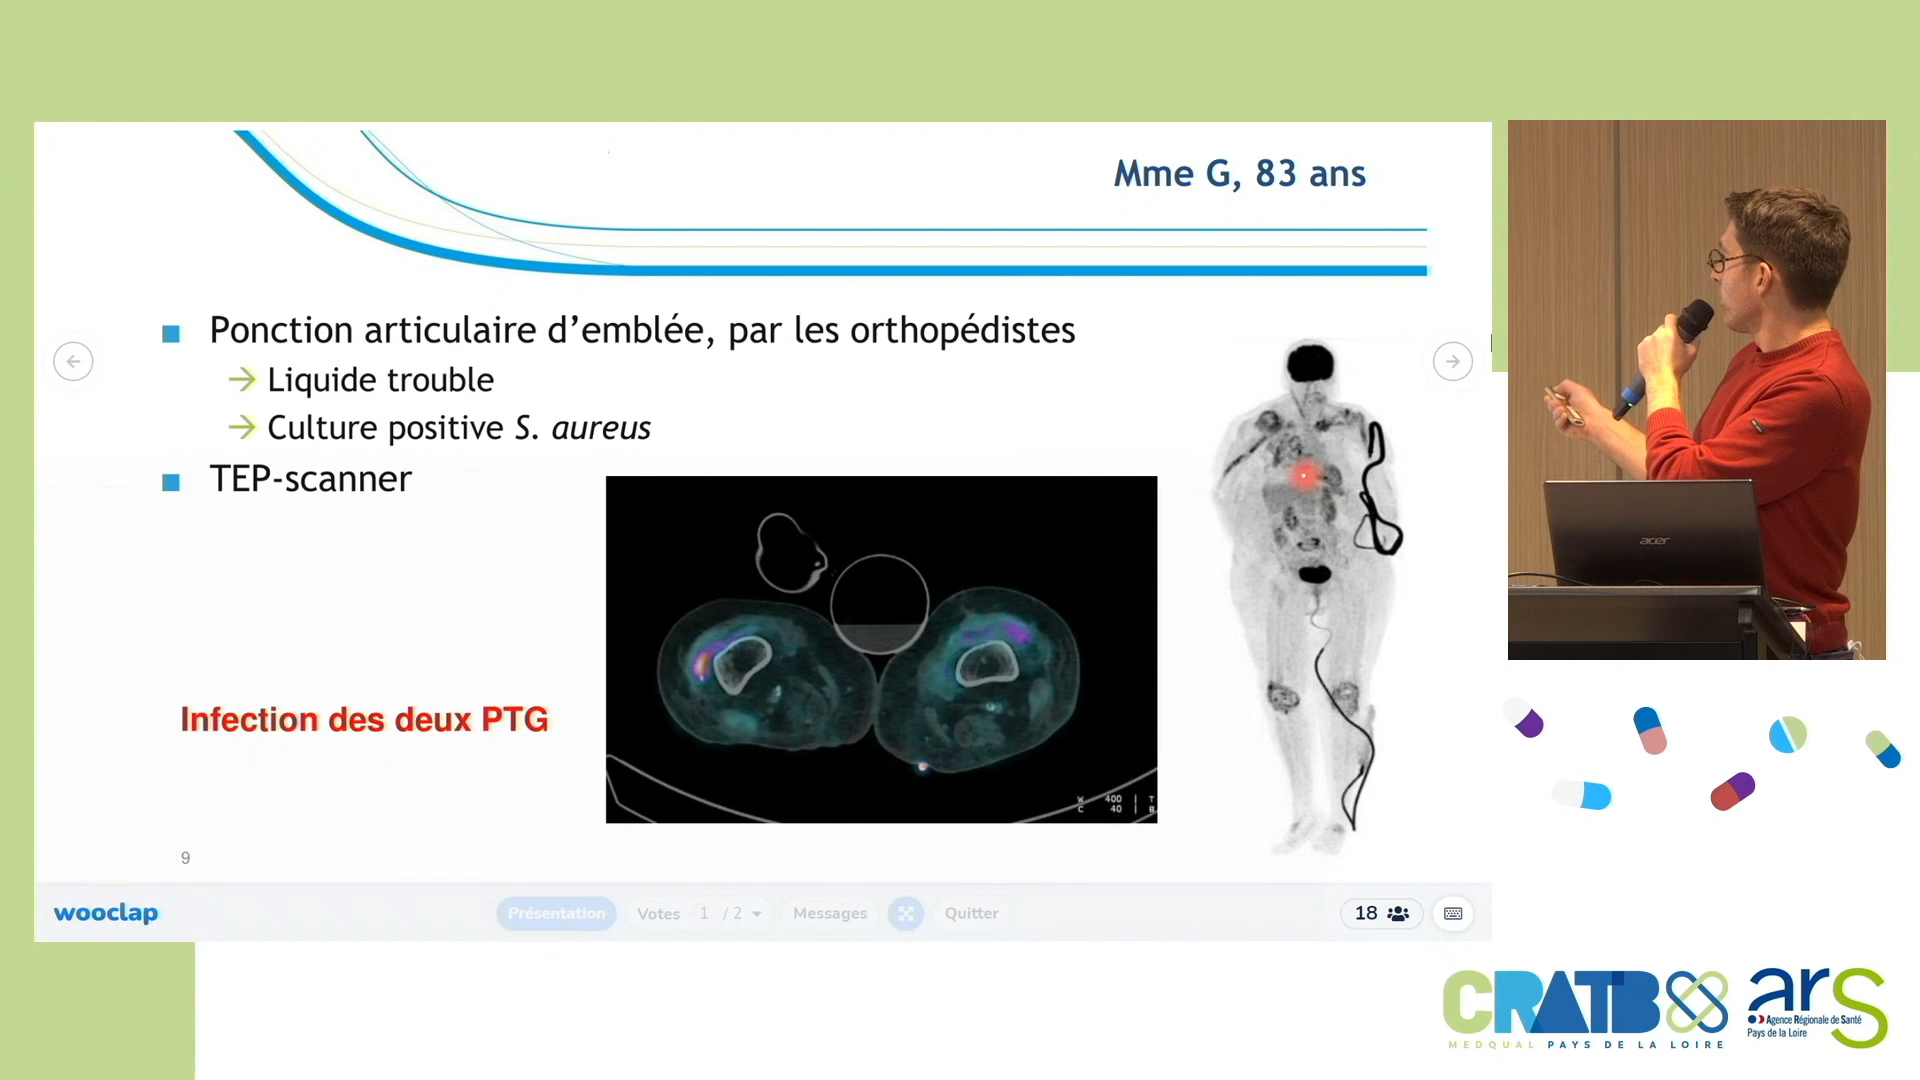 Mme G, 83 ans
Ponction articulaire d’emblée, par les orthopédistes
Liquide trouble
Culture positive S. aureus
TEP-scanner
W 400 T
C 40 B
Infection des deux PTG
9
wooclap
Présentation
Votes 1 / 2
Messages
Quitter
18
acer
CRATB
MEDQUAL PAYS DE LA LOIRE
ars
Agence Régionale de Santé
Pays de la Loire